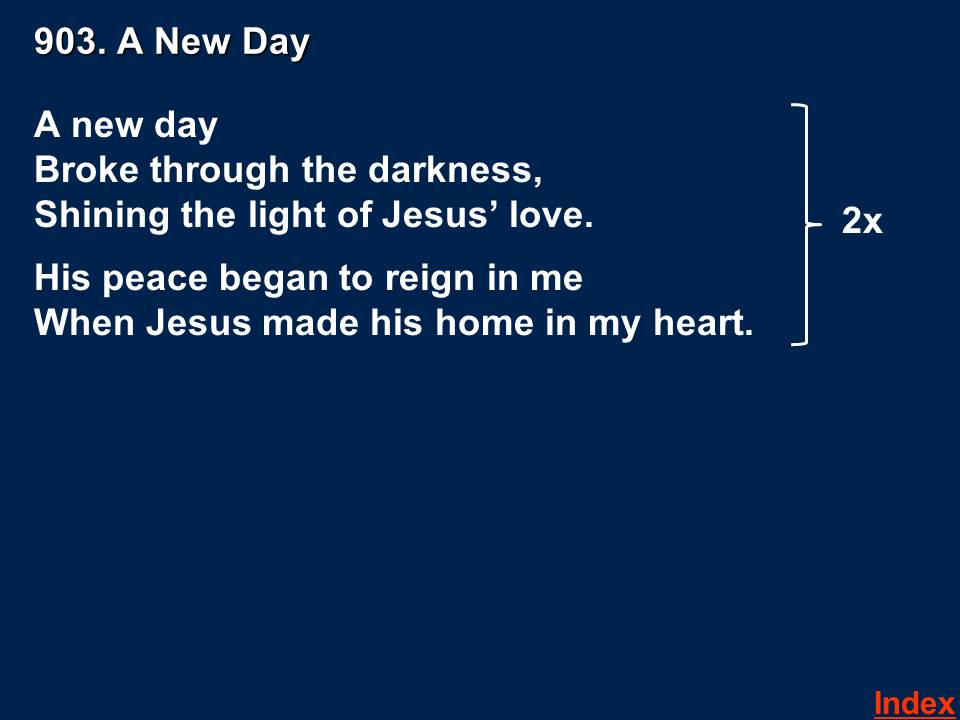 903. A New Day
A new day
Broke through the darkness,
Shining the light of Jesus’ love.
2x
His peace began to reign in me
When Jesus made his home in my heart.
Index